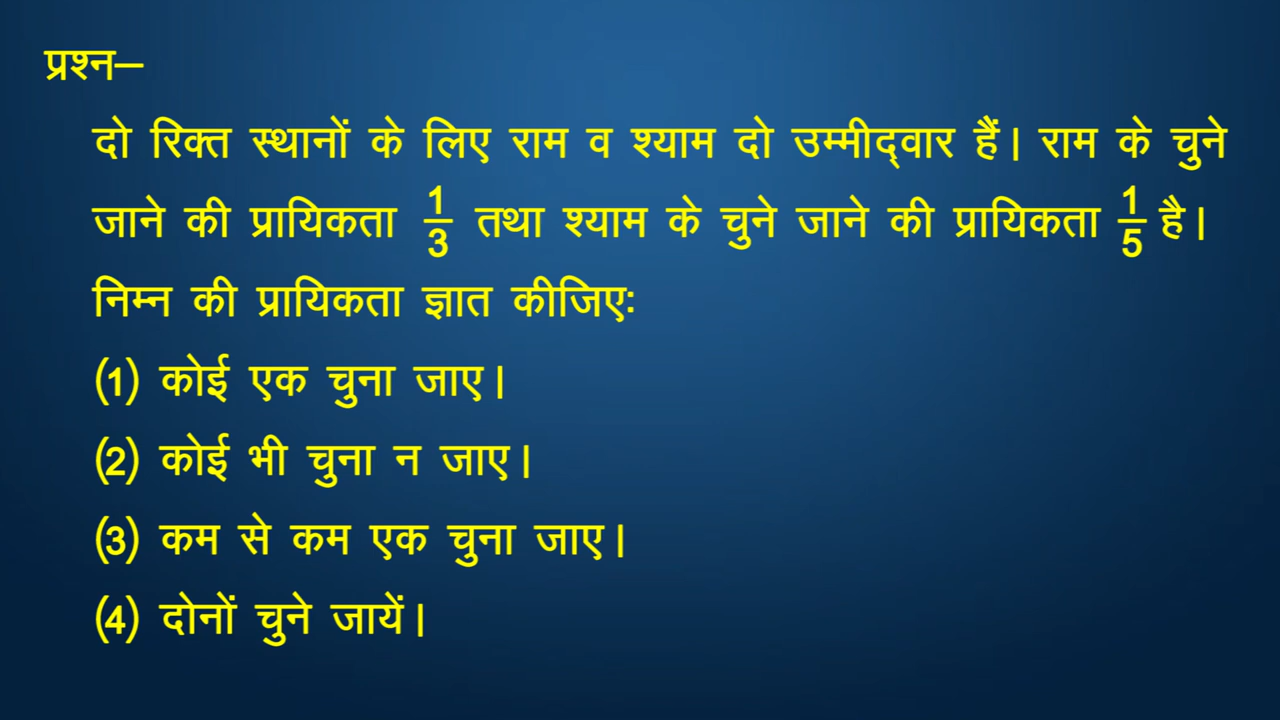 प्रश्न–
दो रिक्त स्थानों के लिए राम व श्याम दो उम्मीद्‌वार हैं। राम के चुने
जाने की प्रायिकता 1/3 तथा श्याम के चुने जाने की प्रायिकता 1/5 है।
निम्न की प्रायिकता ज्ञात कीजिएः
(1) कोई एक चुना जाए।
(2) कोई भी चुना न जाए।
(3) कम से कम एक चुना जाए।
(4) दोनों चुने जायें।